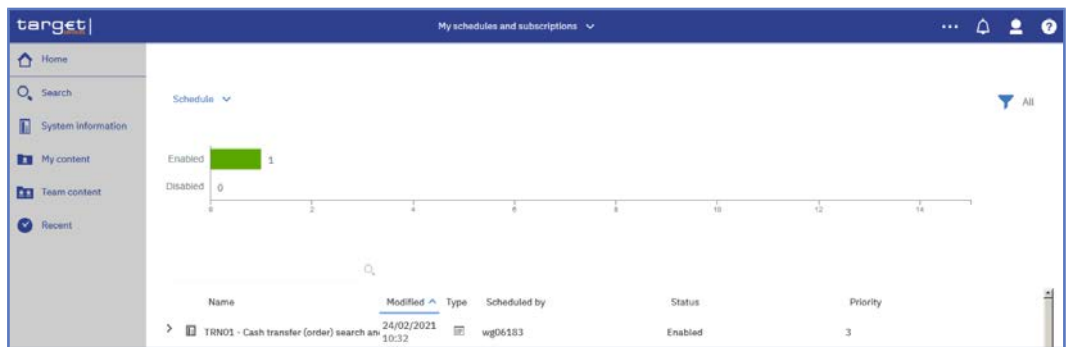 target|
My schedules and subscriptions
Home
Search
System information
My content
Team content
Recent
Schedule
All
Enabled 1
Disabled 0
0 2 4 6 8 10 12 14
Name Modified Type Scheduled by Status Priority
TRN01 - Cash transfer (order) search an 24/02/2021 10:32 wg06183 Enabled 3